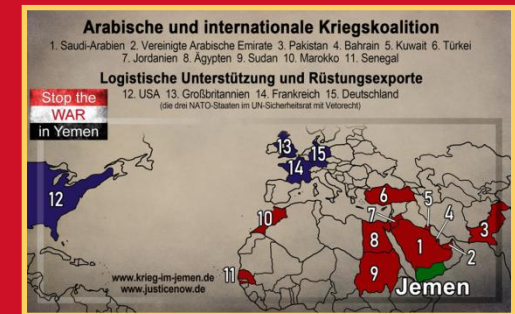 Arabische und internationale Kriegskoalition
1. Saudi-Arabien 2. Vereinigte Arabische Emirate 3. Pakistan 4. Bahrain 5. Kuwait 6. Türkei
7. Jordanien 8. Ägypten 9. Sudan 10. Marokko 11. Senegal
Logistische Unterstützung und Rüstungsexporte
12. USA 13. Großbritannien 14. Frankreich 15. Deutschland
(die drei NATO-Staaten im UN-Sicherheitsrat mit Vetorecht)
Stop the
WAR
in Yemen
13
15
14
12
6
5
4
10
7
3
8
1
2
11
9
www.krieg-im-jemen.de
www.justicenow.de
Jemen